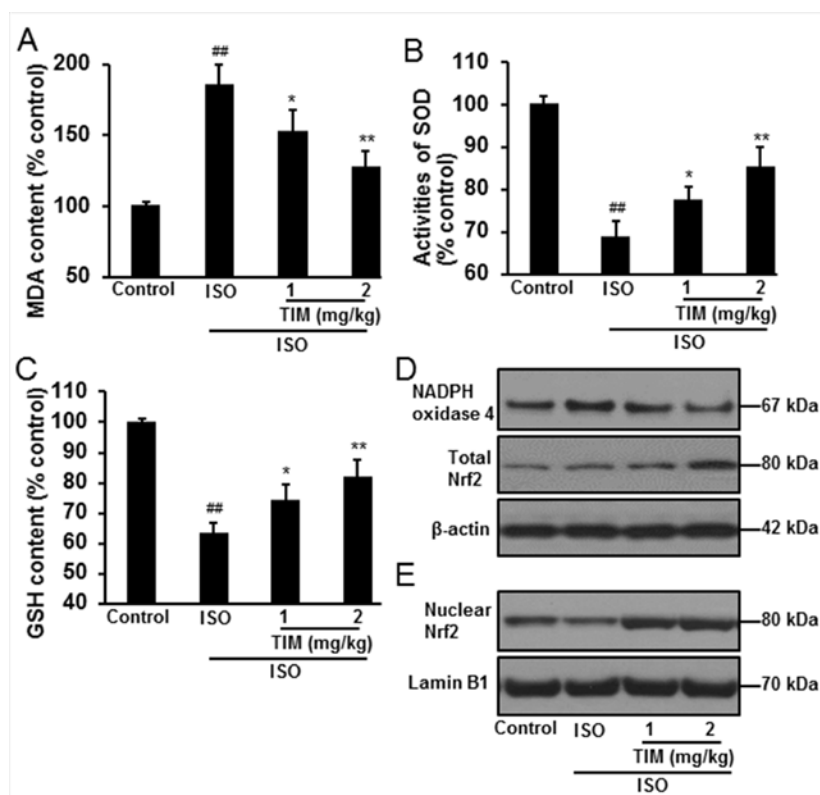 A
MDA content (% control)
200
150
100
50
##
*
**
Control
ISO
1
2
TIM (mg/kg)
ISO
B
Activities of SOD
(% control)
100
90
80
70
60
##
*
**
Control
ISO
1
2
TIM (mg/kg)
ISO
C
GSH content (% control)
110
100
90
80
70
60
50
40
##
*
**
Control
ISO
1
2
TIM (mg/kg)
ISO
D
NADPH
oxidase 4
67 kDa
Total
Nrf2
80 kDa
β-actin
42 kDa
E
Nuclear
Nrf2
80 kDa
Lamin B1
70 kDa
Control
ISO
1
2
TIM (mg/kg)
ISO